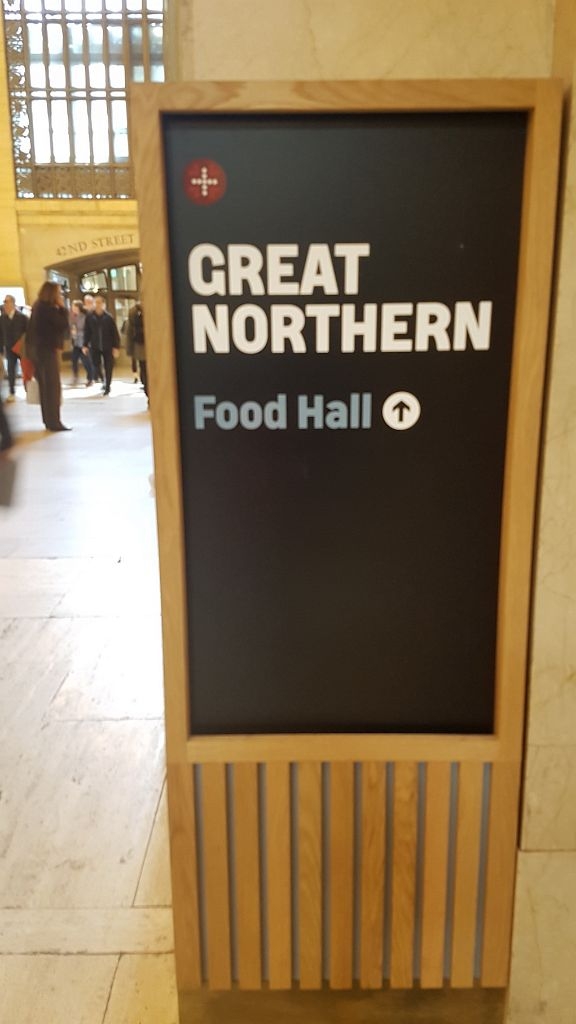 42ND STREET
GREAT
NORTHERN
Food Hall